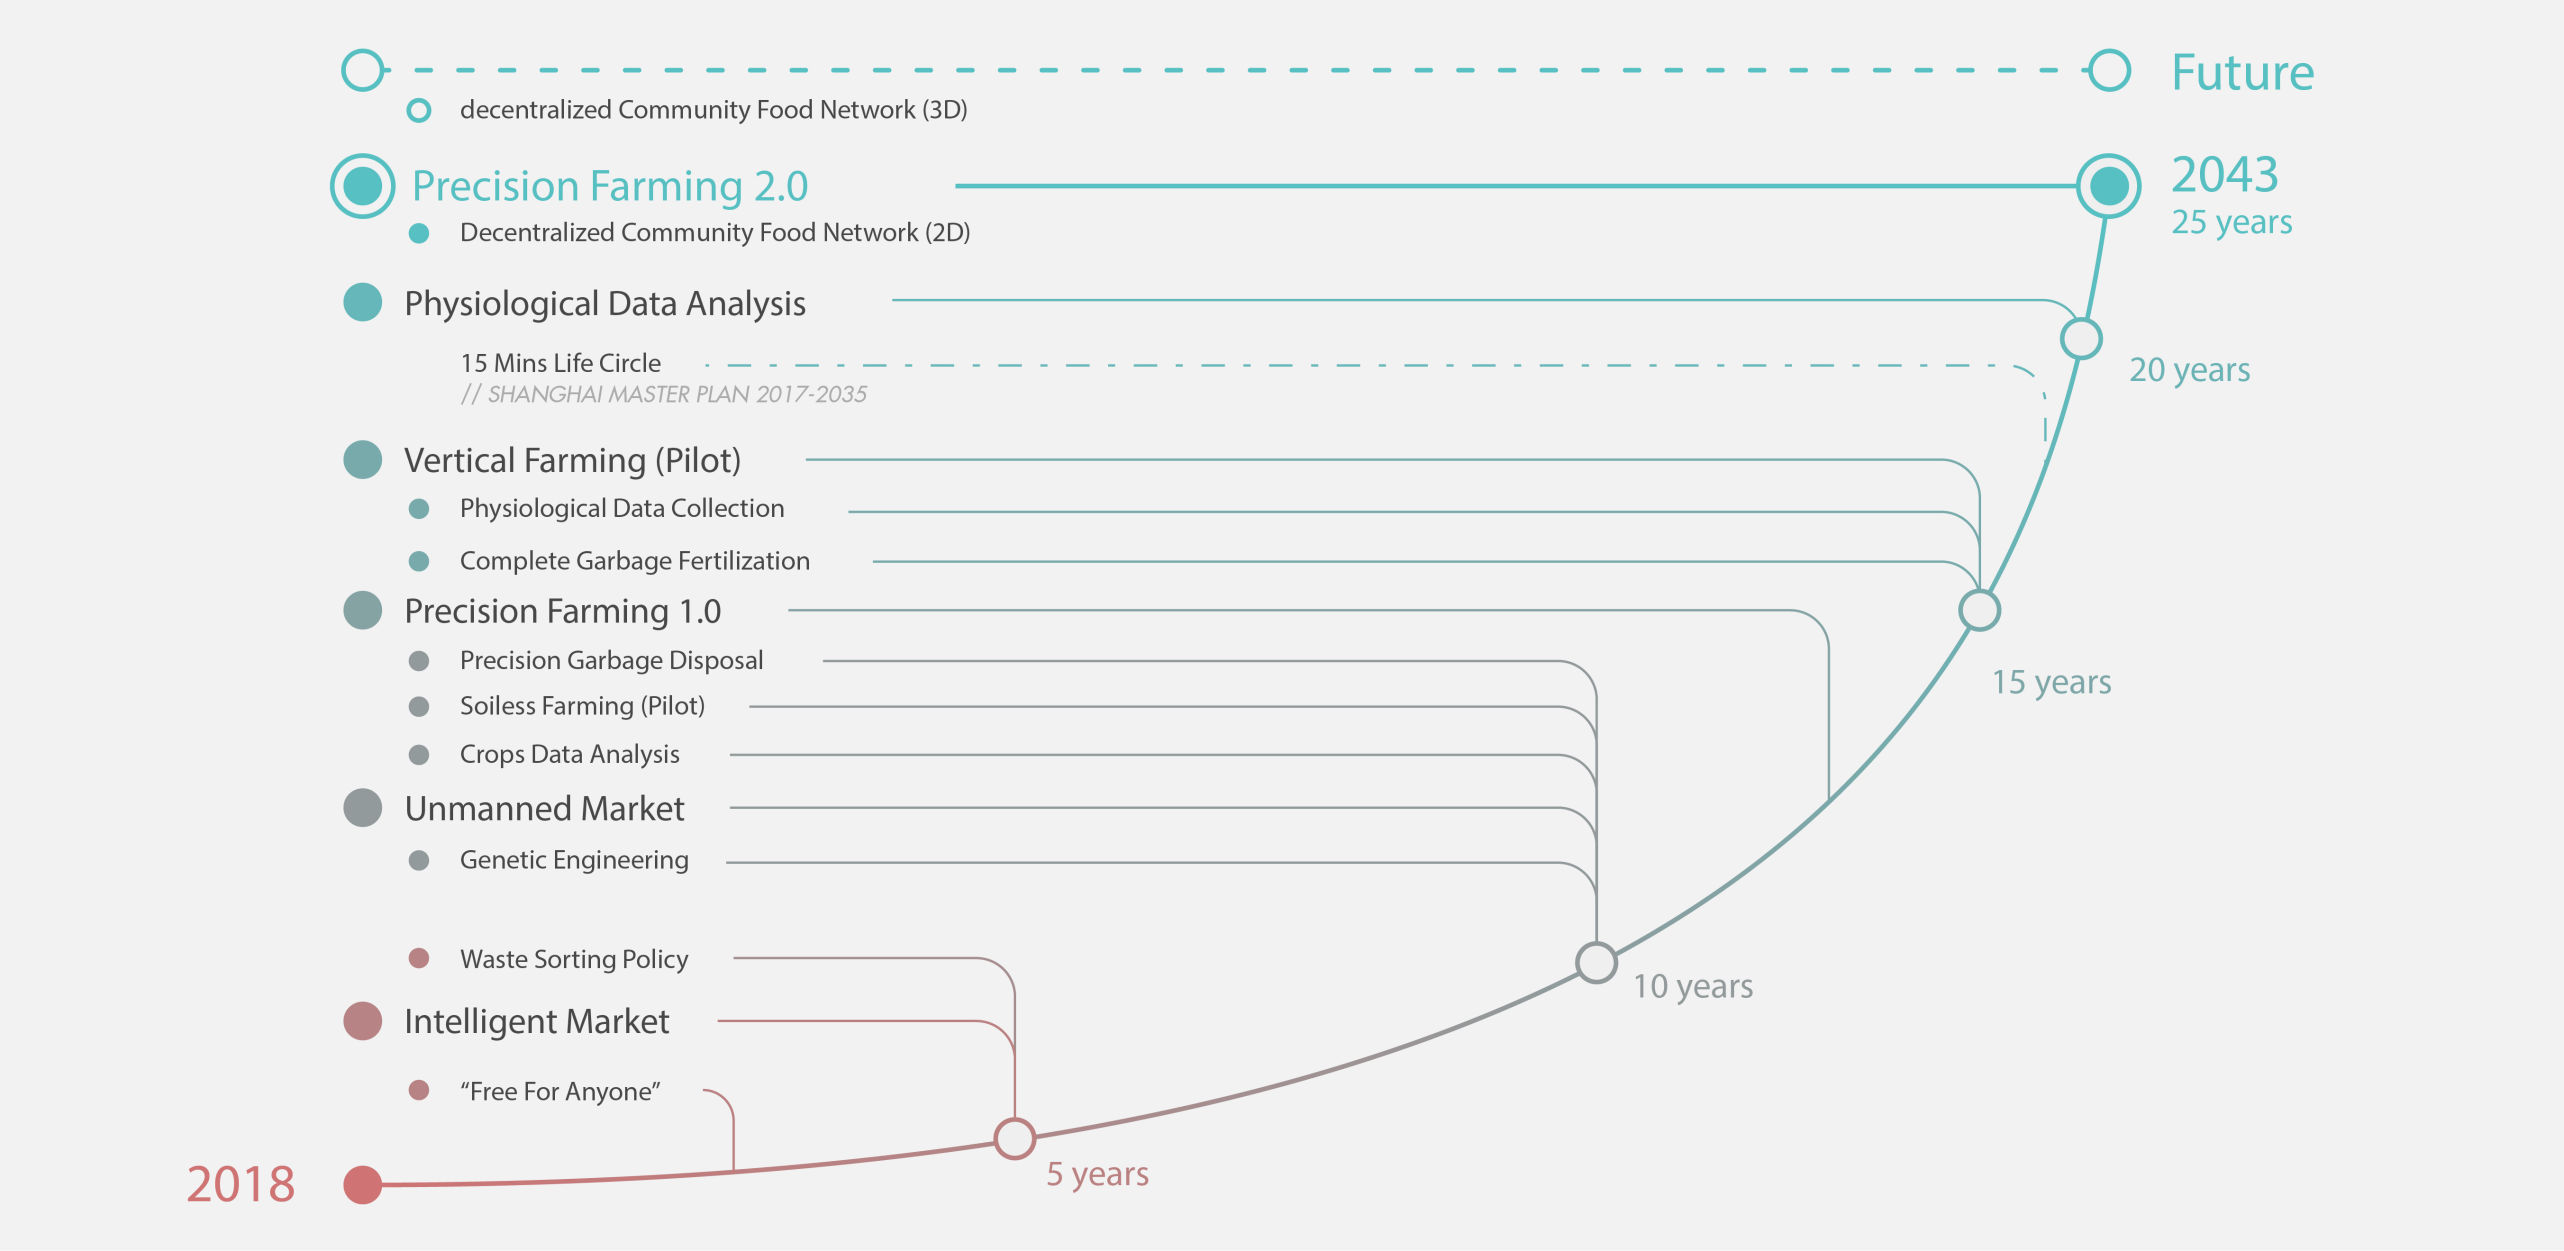 Future
decentralized Community Food Network (3D)
Precision Farming 2.0
2043
25 years
Decentralized Community Food Network (2D)
Physiological Data Analysis
15 Mins Life Circle
20 years
// SHANGHAI MASTER PLAN 2017-2035
Vertical Farming (Pilot)
Physiological Data Collection
Complete Garbage Fertilization
Precision Farming 1.0
Precision Garbage Disposal
15 years
Soiless Farming (Pilot)
Crops Data Analysis
Unmanned Market
Genetic Engineering
Waste Sorting Policy
10 years
Intelligent Market
“Free For Anyone”
5 years
2018